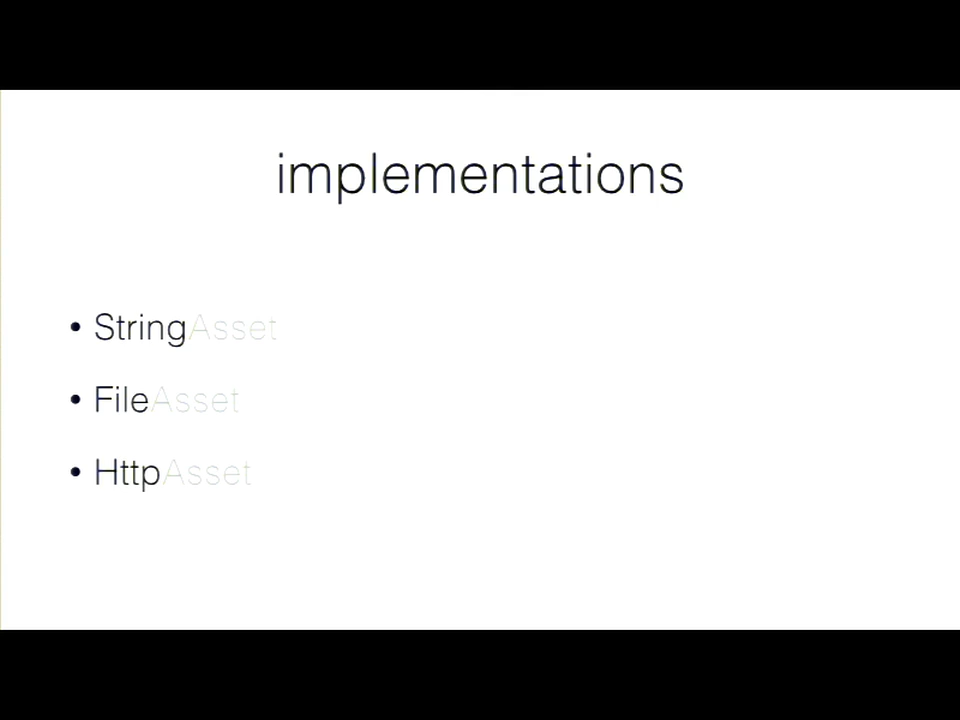 implementations
• StringAsset
• FileAsset
• HttpAsset